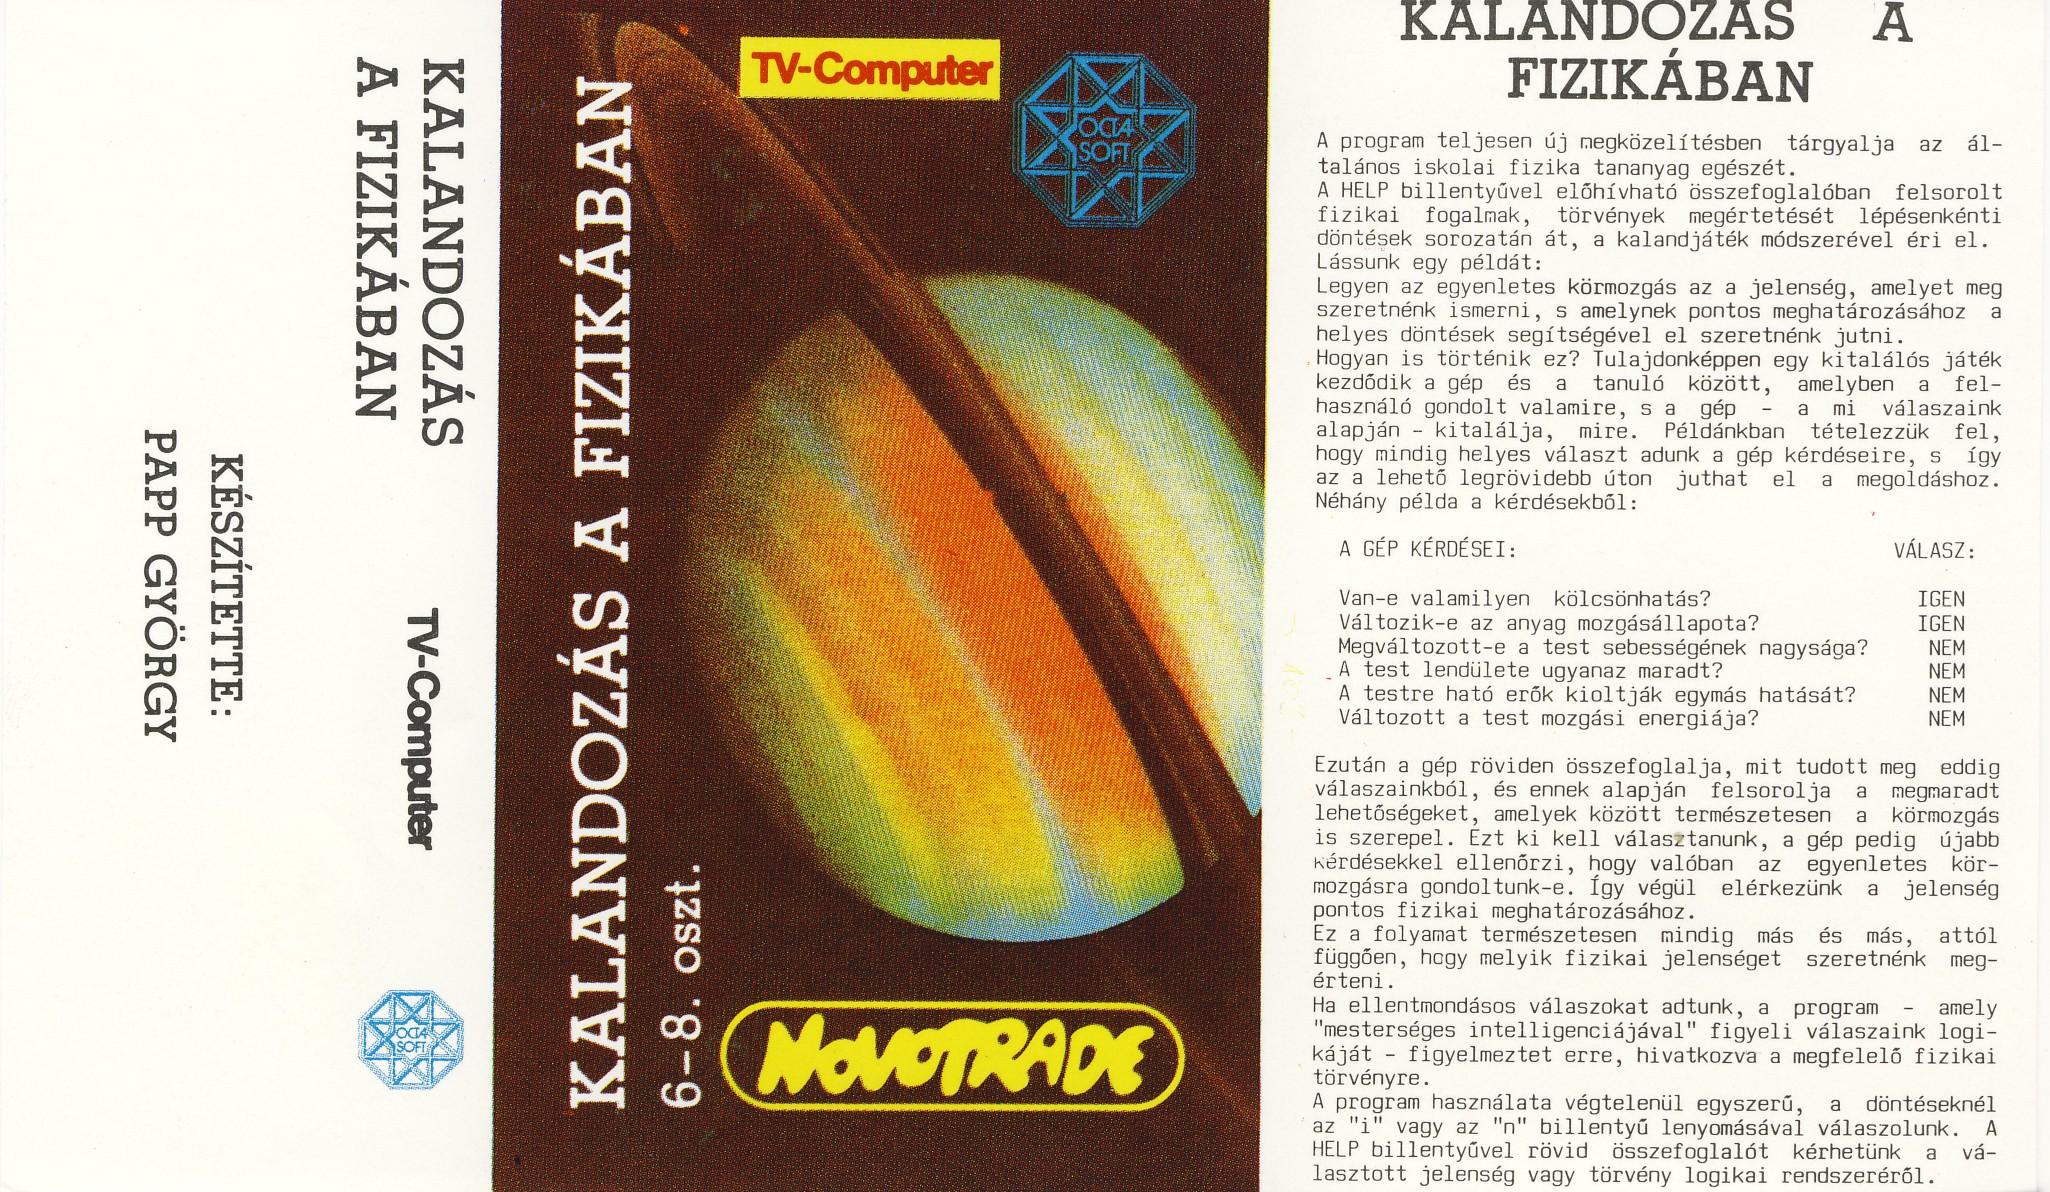 KALANDOZÁS
A FIZIKÁBAN
TV-Computer
OCTA
SOFT
KÉSZÍTETTE:
PAPP GYÖRGY
TV-Computer
OCTA
SOFT
KALANDOZÁS A FIZIKÁBAN
6-8. oszt.
NOVOTRADE
KALANDOZÁS A
FIZIKÁBAN
A program teljesen új megközelítésben tárgyalja az ál-
talános iskolai fizika tananyag egészét.
A HELP billentyűvel előhívható összefoglalóban felsorolt
fizikai fogalmak, törvények megértetését lépésenkénti
döntések sorozatán át, a kalandjáték módszerével éri el.
Lássunk egy példát:
Legyen az egyenletes körmozgás az a jelenség, amelyet meg
szeretnénk ismerni, s amelynek pontos meghatározásához a
helyes döntések segítségével el szeretnénk jutni.
Hogyan is történik ez? Tulajdonképpen egy kitalálós játék
kezdődik a gép és a tanuló között, amelyben a fel-
használó gondolt valamire, s a gép - a mi válaszaink
alapján - kitalálja, mire. Példánkban tételezzük fel,
hogy mindig helyes választ adunk a gép kérdéseire, s így
az a lehető legrövidebb úton juthat el a megoldáshoz.
Néhány példa a kérdésekből:
A GÉP KÉRDÉSEI: VÁLASZ:
Van-e valamilyen kölcsönhatás? IGEN
Változik-e az anyag mozgásállapota? IGEN
Megváltozott-e a test sebességének nagysága? NEM
A test lendülete ugyanaz maradt? NEM
A testre ható erők kioltják egymás hatását? NEM
Változott a test mozgási energiája? NEM
Ezután a gép röviden összefoglalja, mit tudott meg eddig
válaszainkból, és ennek alapján felsorolja a megmaradt
lehetőségeket, amelyek között természetesen a körmozgás
is szerepel. Ezt ki kell választanunk, a gép pedig újabb
kérdésekkel ellenőrzi, hogy valóban az egyenletes kör-
mozgásra gondoltunk-e. Így végül elérkezünk a jelenség
pontos fizikai meghatározásához.
Ez a folyamat természetesen mindig más és más, attól
függően, hogy melyik fizikai jelenséget szeretnénk meg-
érteni.
Ha ellentmondásos válaszokat adtunk, a program - amely
"mesterséges intelligenciájával" figyeli válaszaink logi-
káját - figyelmeztet erre, hivatkozva a megfelelő fizikai
törvényre.
A program használata végtelenül egyszerű, a döntéseknél
az "i" vagy az "n" billentyű lenyomásával válaszolunk. A
HELP billentyűvel rövid összefoglalót kérhetünk a vá-
lasztott jelenség vagy törvény logikai rendszeréről.